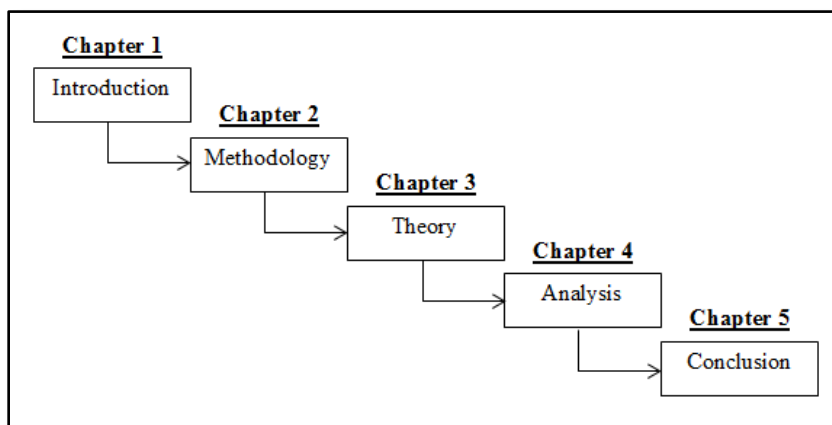 Chapter 1
Introduction
Chapter 2
Methodology
Chapter 3
Theory
Chapter 4
Analysis
Chapter 5
Conclusion